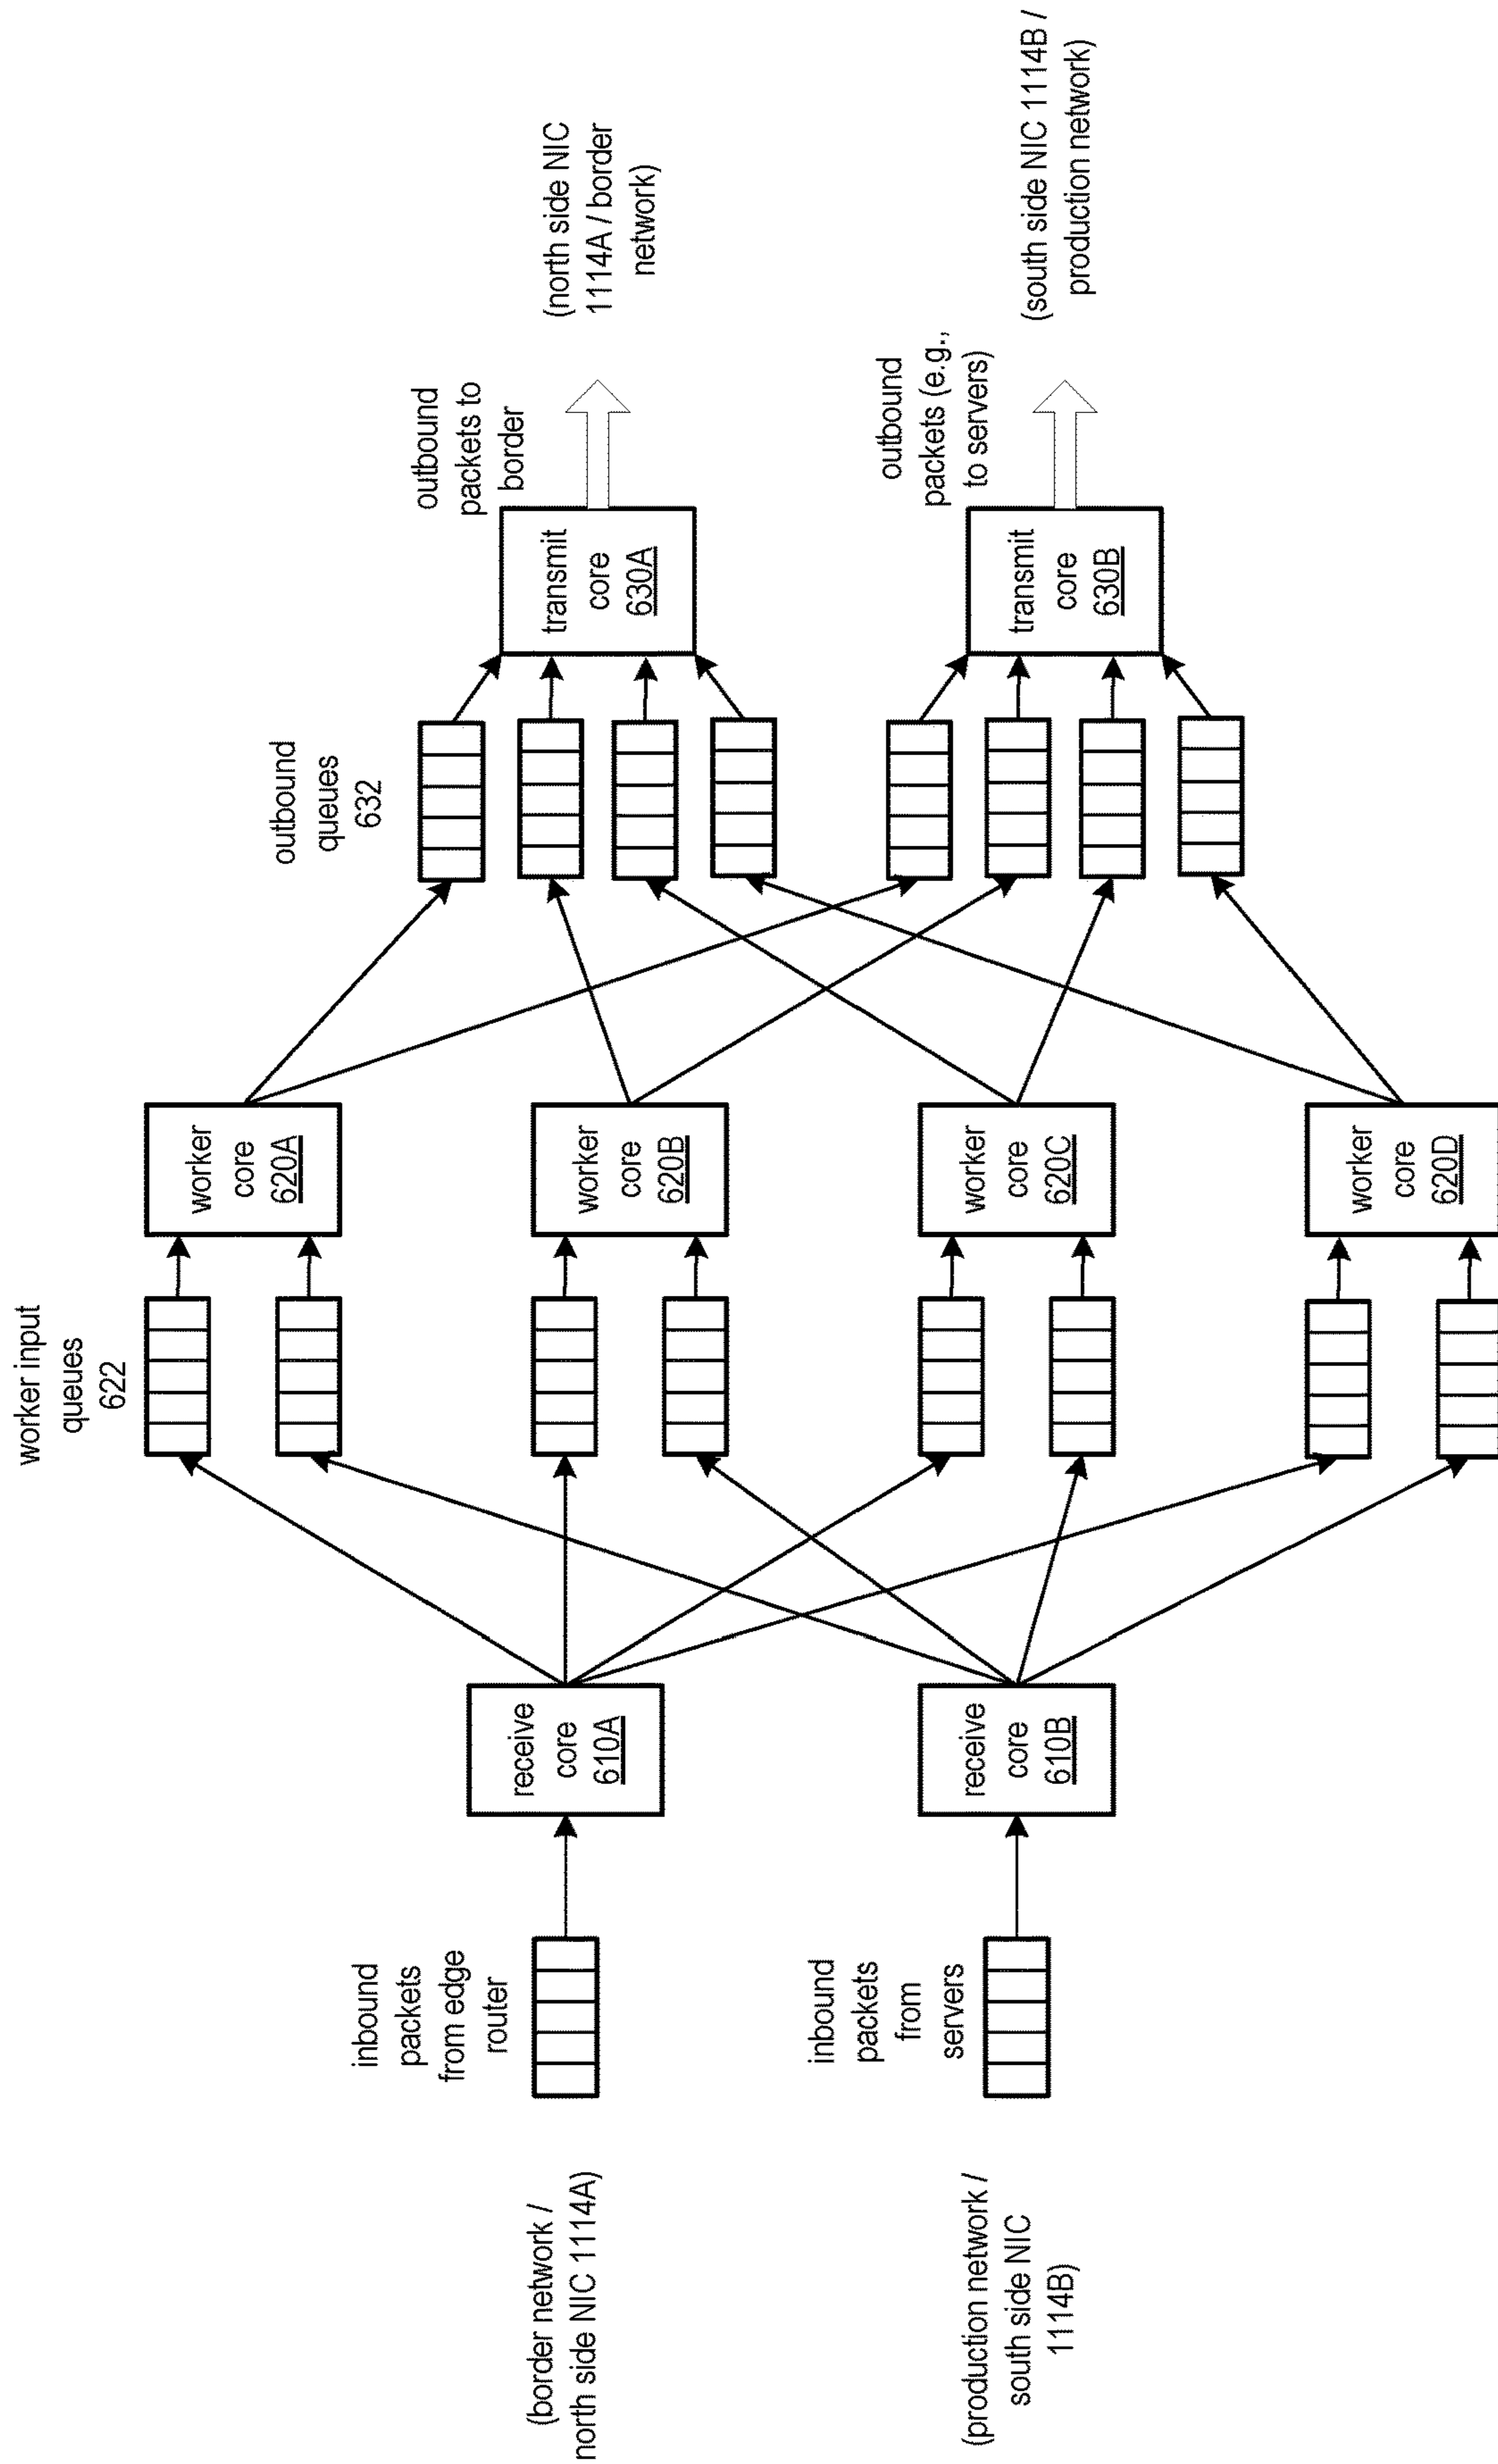 worker input
queues
622
outbound
queues
632
inbound
packets
from edge
router
(border network /
north side NIC 1114A)
receive
core
610A
worker
core
620A
worker
core
620B
transmit
core
630A
outbound
packets to
border
(north side NIC
1114A / border
network)
inbound
packets
from
servers
(production network /
south side NIC
1114B)
receive
core
610B
worker
core
620C
worker
core
620D
transmit
core
630B
outbound
packets (e.g.,
to servers)
(south side NIC 1114B /
production network)